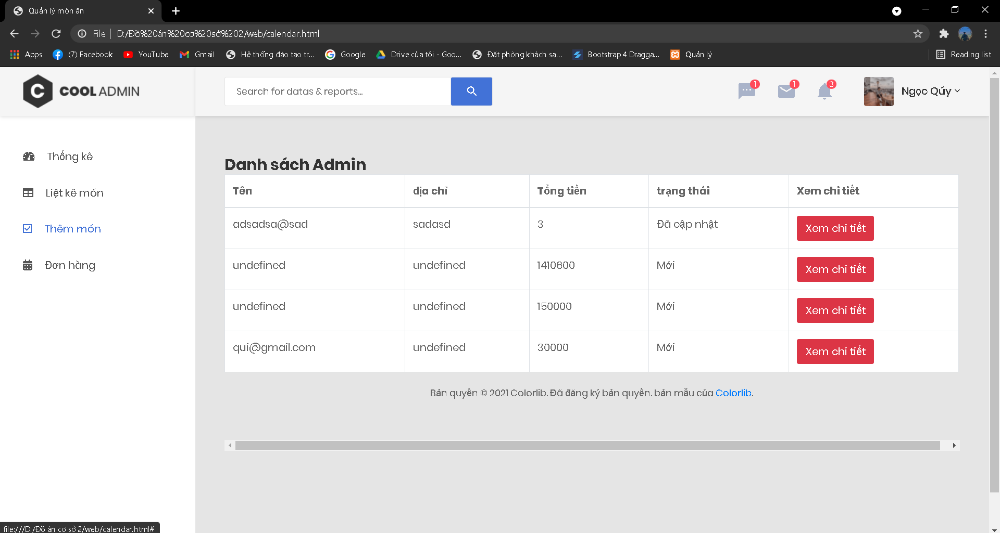 Quản lý món ăn
File | D:/Đồ%20án%20cơ%20sở%202/web/calendar.html
Apps (7) Facebook YouTube Gmail Hệ thống đào tạo tr... Google Drive của tôi - Goo... Đặt phòng khách sạ... Bootstrap 4 Dragga... Quản lý Reading list
C COOL ADMIN
Search for datas & reports...
1 1 3 Ngọc Qúy
Thống kê
Liệt kê món
Thêm món
Đơn hàng
Danh sách Admin
Tên địa chỉ Tổng tiền trạng thái Xem chi tiết
adsadsa@sad sadasd 3 Đã cập nhật Xem chi tiết
undefined undefined 1410600 Mới Xem chi tiết
undefined undefined 150000 Mới Xem chi tiết
qui@gmail.com undefined 30000 Mới Xem chi tiết
Bản quyền © 2021 Colorlib. Đã đăng ký bản quyền. bản mẫu của Colorlib.
file:///D:/Đồ án cơ sở 2/web/calendar.html#